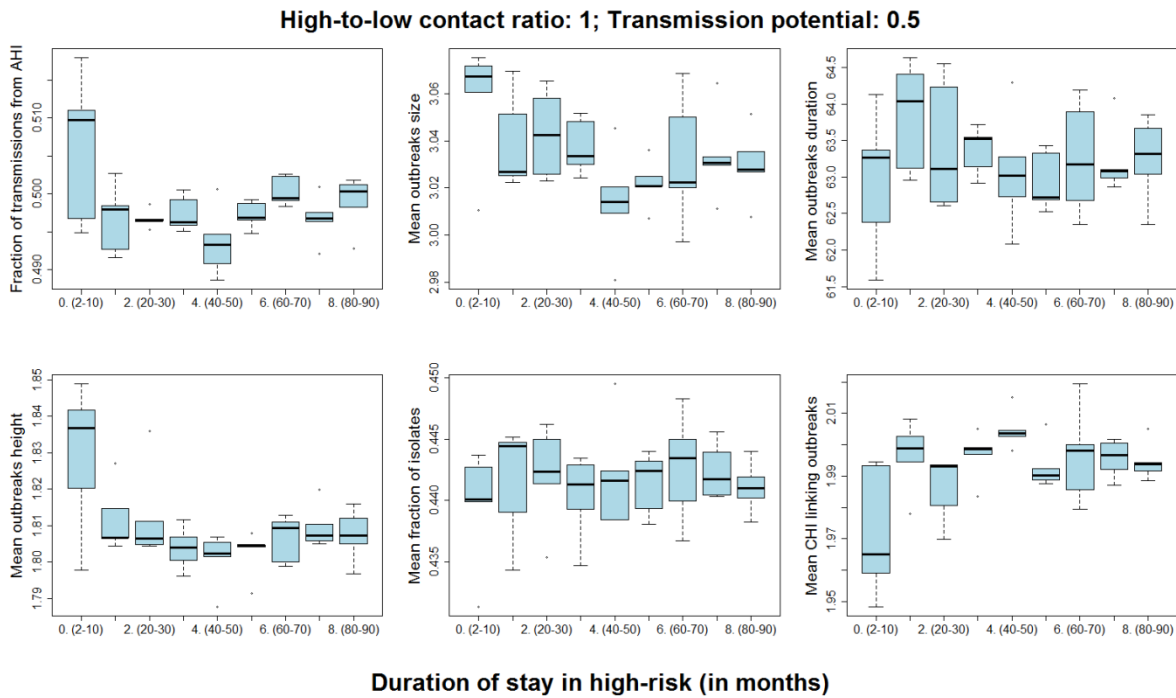 High-to-low contact ratio: 1; Transmission potential: 0.5
Fraction of transmissions from AHI
0.510
0.500
0.490
0. (2-10) 2. (20-30) 4. (40-50) 6. (60-70) 8. (80-90)
Mean outbreaks size
3.06
3.04
3.02
3.00
2.98
0. (2-10) 2. (20-30) 4. (40-50) 6. (60-70) 8. (80-90)
Mean outbreaks duration
64.5
64.0
63.5
63.0
62.5
62.0
61.5
0. (2-10) 2. (20-30) 4. (40-50) 6. (60-70) 8. (80-90)
Mean outbreaks height
1.85
1.84
1.83
1.82
1.81
1.80
1.79
0. (2-10) 2. (20-30) 4. (40-50) 6. (60-70) 8. (80-90)
Mean fraction of isolates
0.450
0.445
0.440
0.435
0. (2-10) 2. (20-30) 4. (40-50) 6. (60-70) 8. (80-90)
Mean CHI linking outbreaks
2.01
1.99
1.97
1.95
0. (2-10) 2. (20-30) 4. (40-50) 6. (60-70) 8. (80-90)
Duration of stay in high-risk (in months)